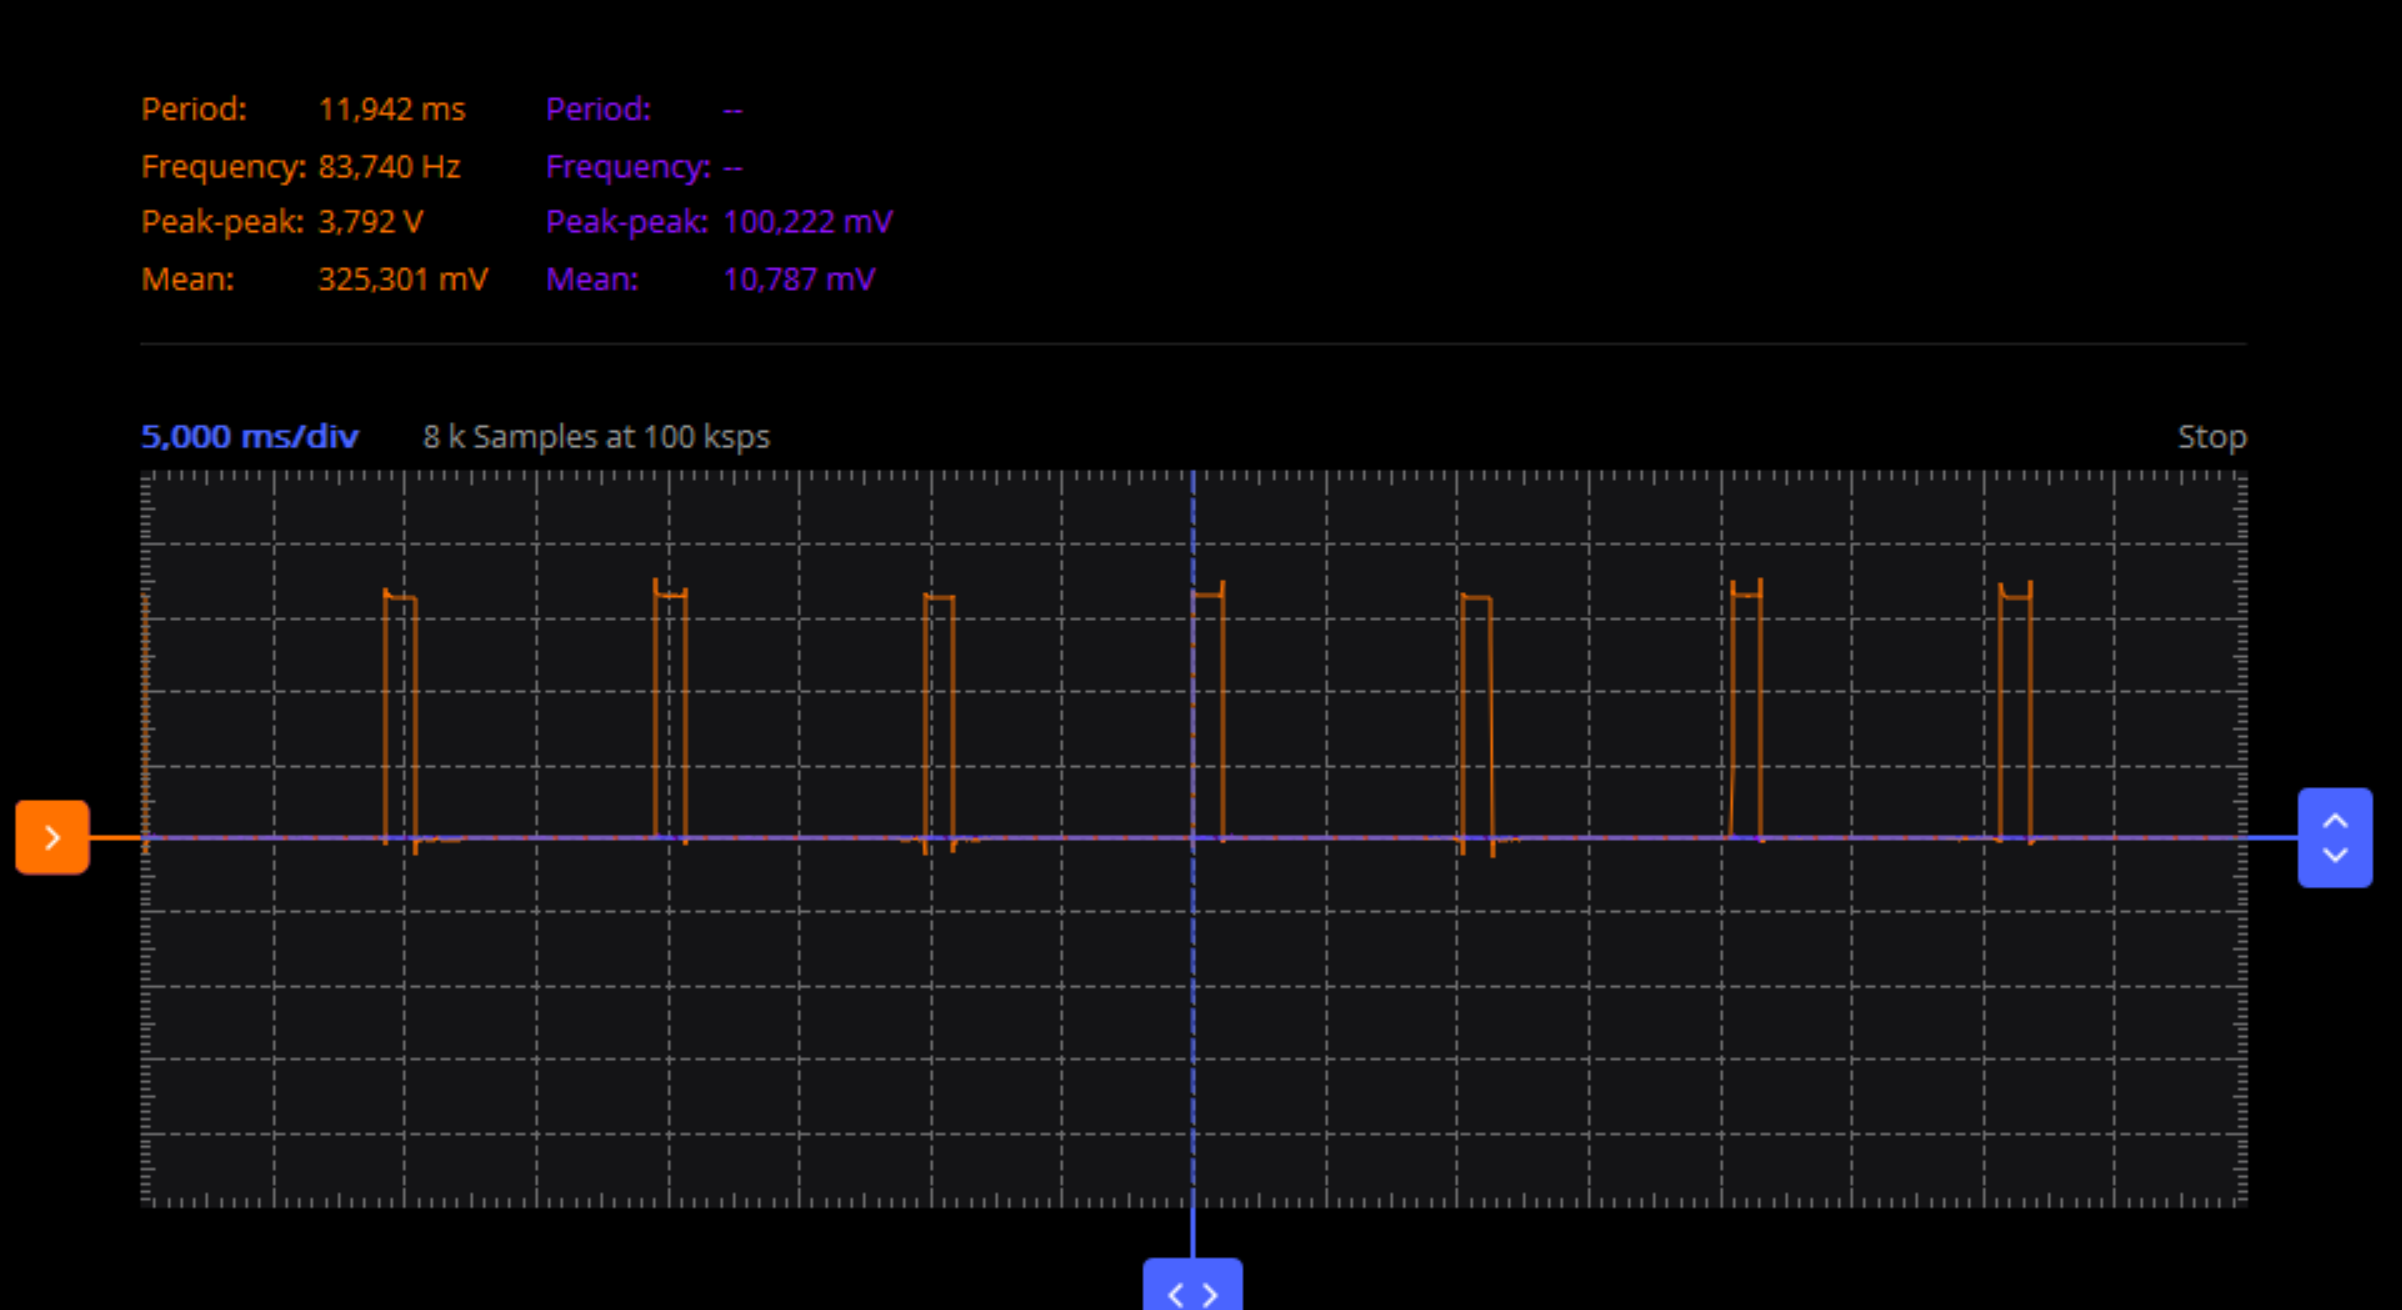 Period: 11,942 ms Period: --
Frequency: 83,740 Hz Frequency: --
Peak-peak: 3,792 V Peak-peak: 100,222 mV
Mean: 325,301 mV Mean: 10,787 mV
5,000 ms/div 8 k Samples at 100 ksps Stop